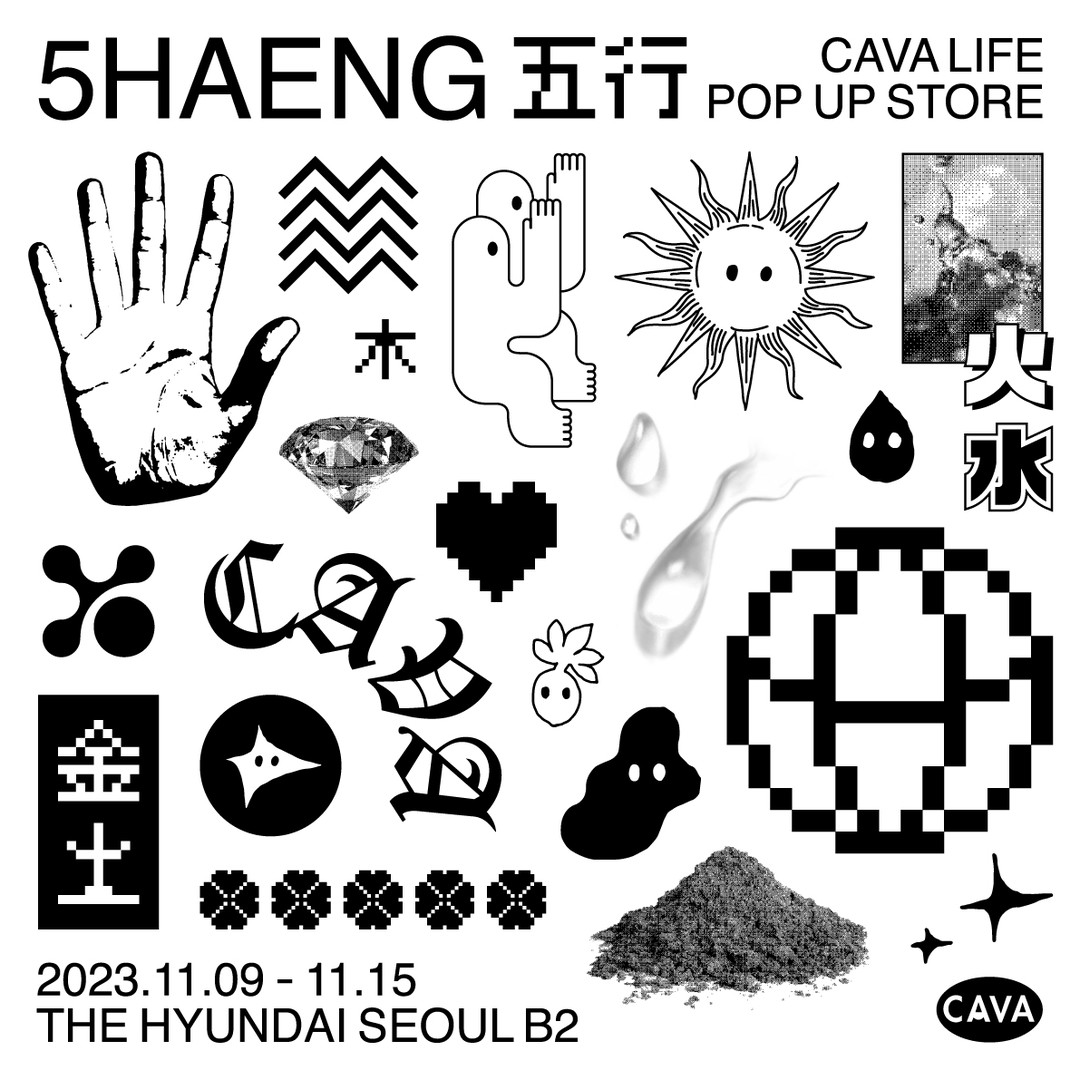 5HAENG 五行
CAVA LIFE
POP UP STORE
木
火
水
CAVA
金
土
2023.11.09 - 11.15
THE HYUNDAI SEOUL B2
CAVA